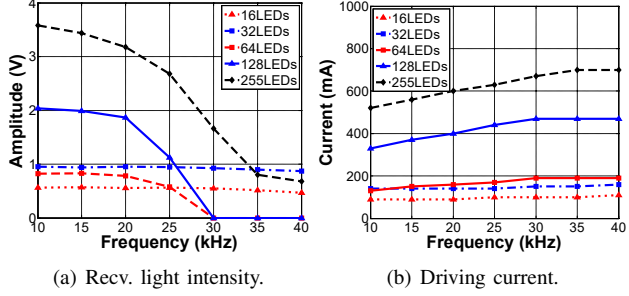 4
3
2
1
0
Amplitude (V)
16LEDs
32LEDs
64LEDs
128LEDs
255LEDs
10 15 20 25 30 35 40
Frequency (kHz)
(a) Recv. light intensity.
1000
800
600
400
200
0
Current (mA)
16LEDs
32LEDs
64LEDs
128LEDs
255LEDs
10 15 20 25 30 35 40
Frequency (kHz)
(b) Driving current.